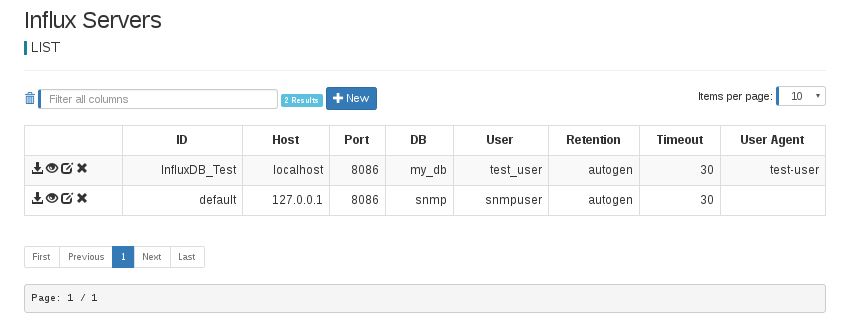 Influx Servers
LIST
Filter all columns 2 Results New Items per page: 10
ID Host Port DB User Retention Timeout User Agent
InfluxDB_Test localhost 8086 my_db test_user autogen 30 test-user
default 127.0.0.1 8086 snmp snmpuser autogen 30
First Previous 1 Next Last
Page: 1 / 1